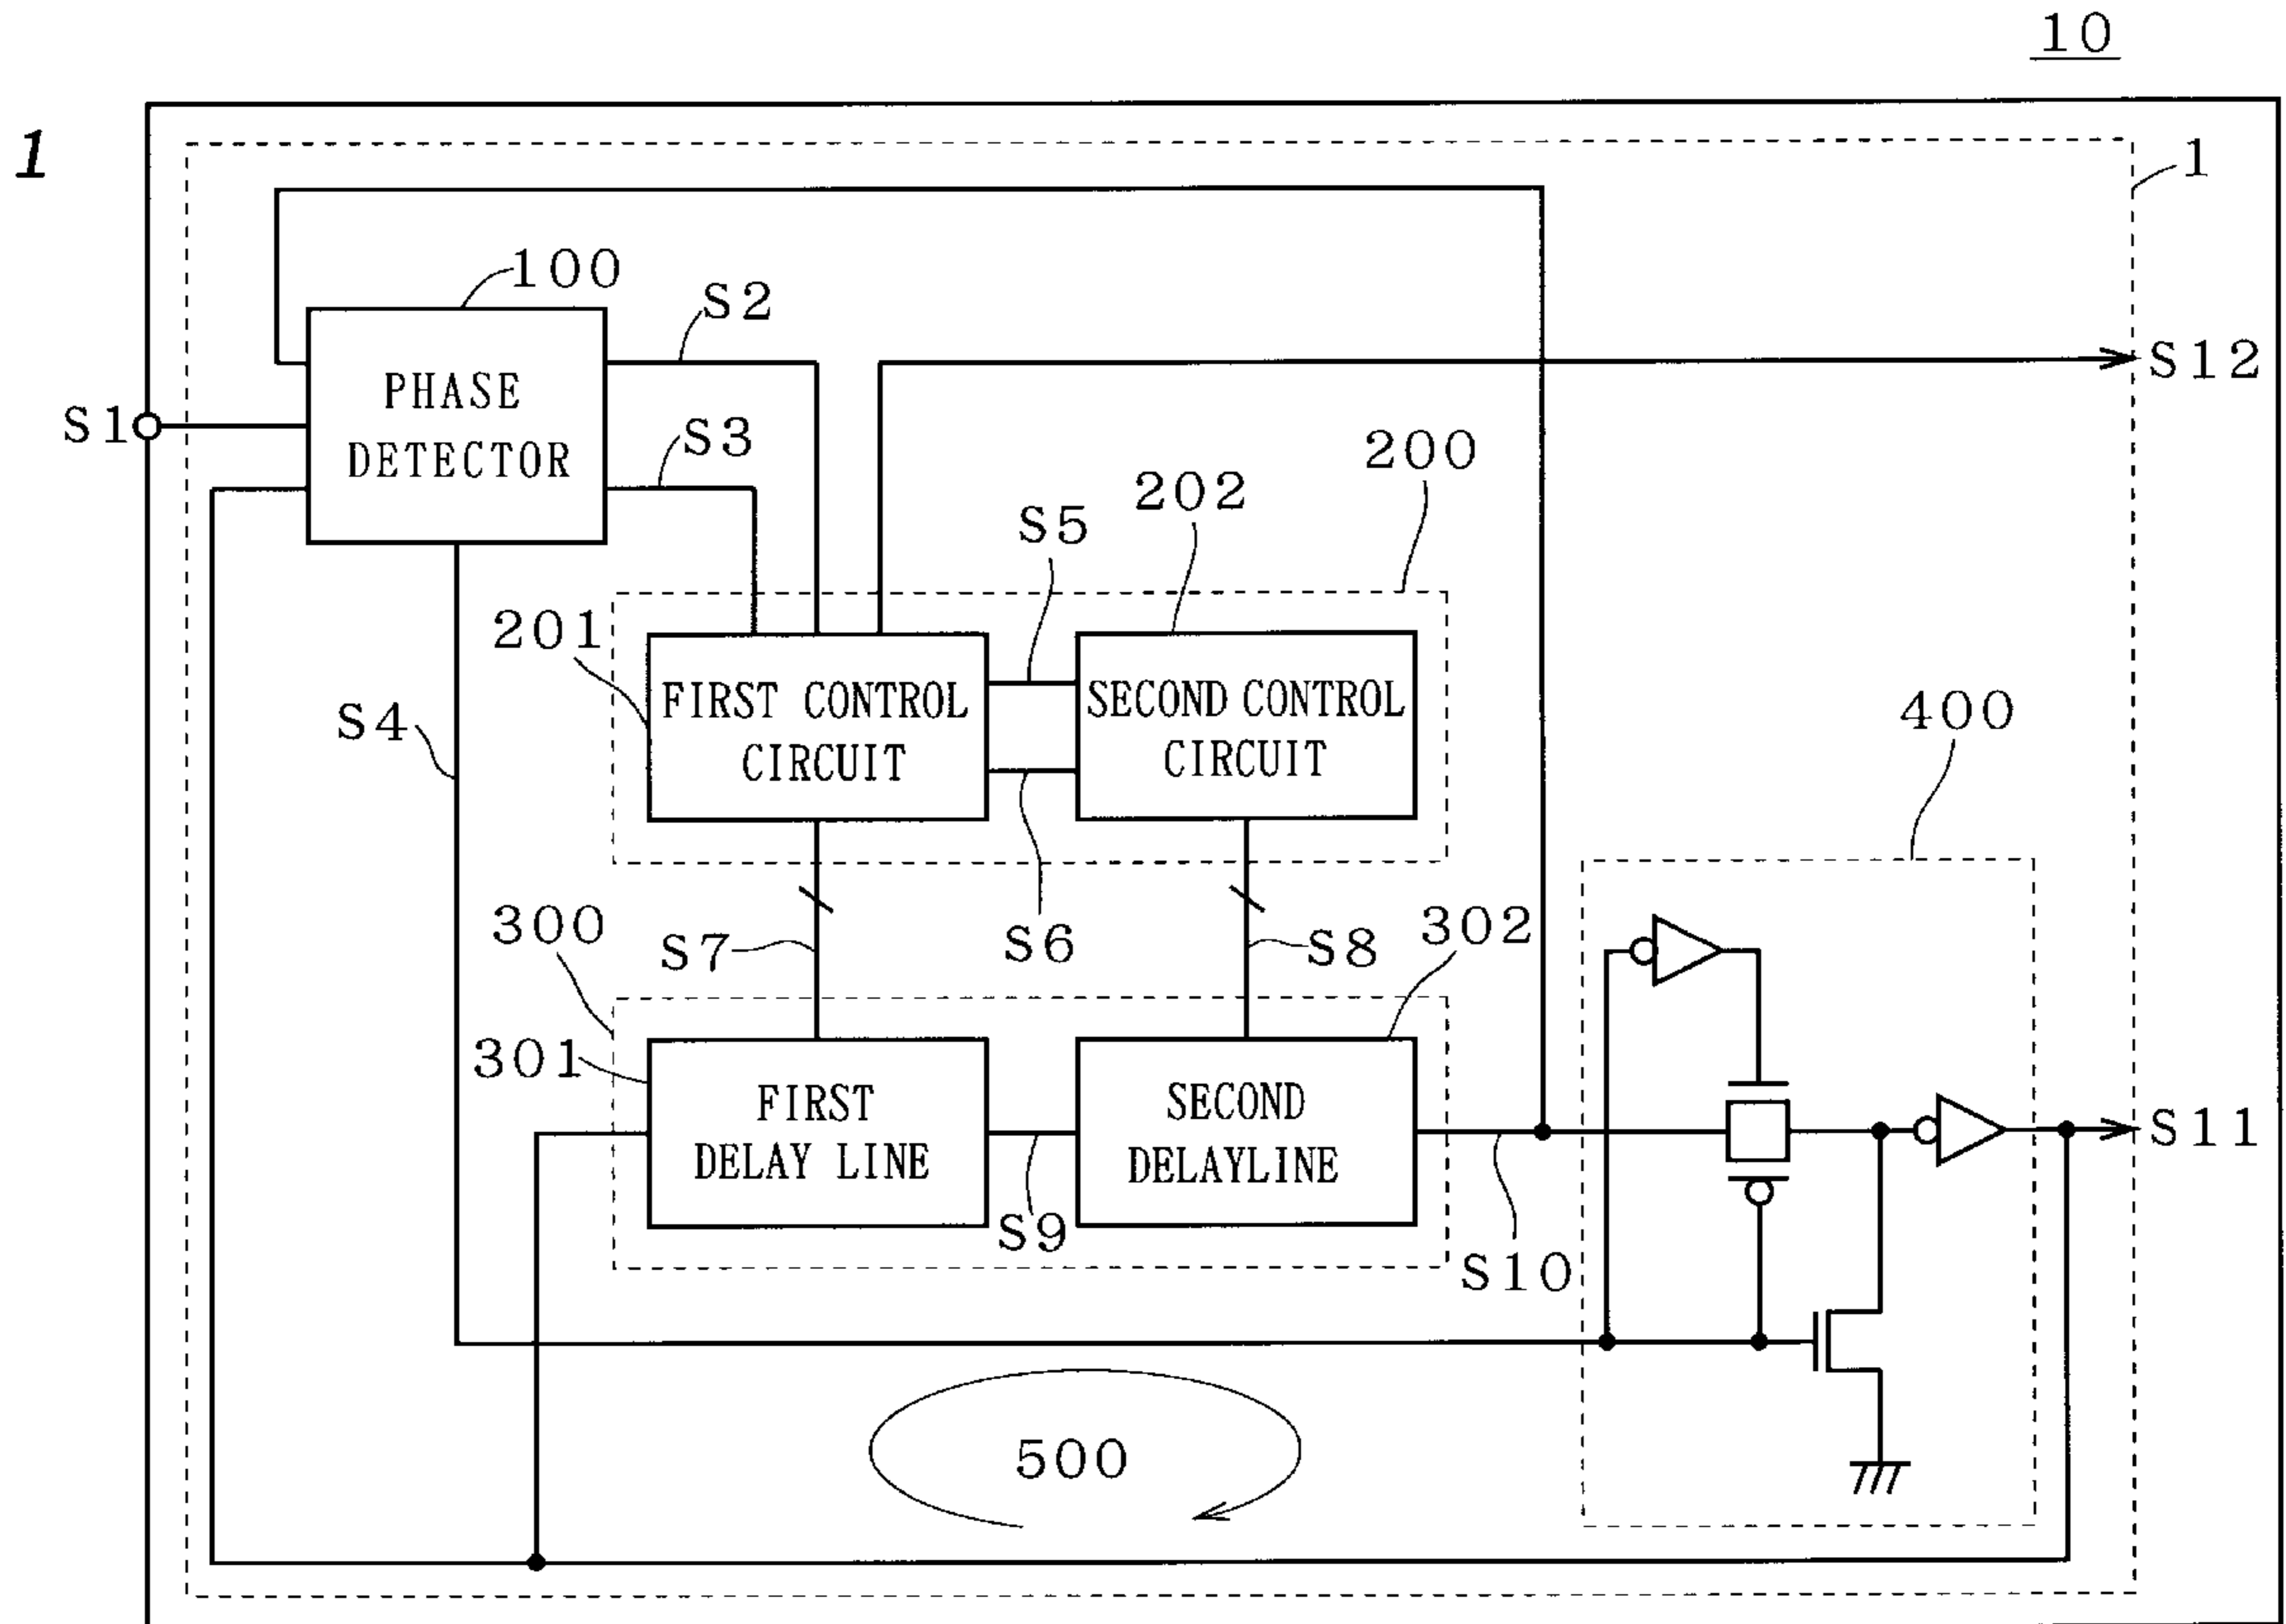 10
1
1
100
S2
S12
PHASE
DETECTOR
S1
S3
200
202
S5
201
FIRST CONTROL
CIRCUIT
SECOND CONTROL
CIRCUIT
S4
400
300
S7
S6
S8
302
301
FIRST
DELAY LINE
SECOND
DELAYLINE
S11
S9
S10
500